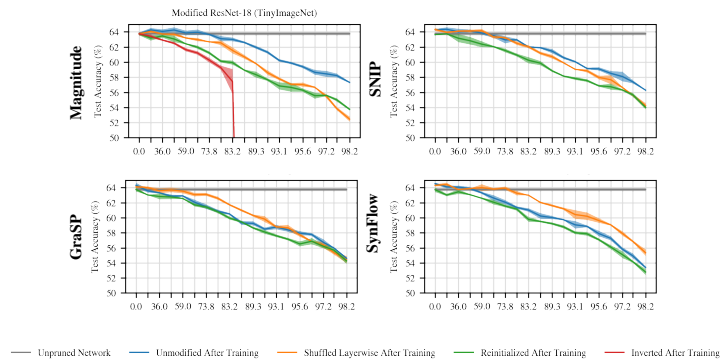 Modified ResNet-18 (TinyImageNet)
Magnitude
Test Accuracy (%)
64
62
60
58
56
54
52
50
0.0 36.0 59.0 73.8 83.2 89.3 93.1 95.6 97.2 98.2
SNIP
Test Accuracy (%)
64
62
60
58
56
54
52
50
0.0 36.0 59.0 73.8 83.2 89.3 93.1 95.6 97.2 98.2
GraSP
Test Accuracy (%)
64
62
60
58
56
54
52
50
0.0 36.0 59.0 73.8 83.2 89.3 93.1 95.6 97.2 98.2
SynFlow
Test Accuracy (%)
64
62
60
58
56
54
52
50
0.0 36.0 59.0 73.8 83.2 89.3 93.1 95.6 97.2 98.2
Unpruned Network Unmodified After Training Shuffled Layerwise After Training Reinitialized After Training Inverted After Training